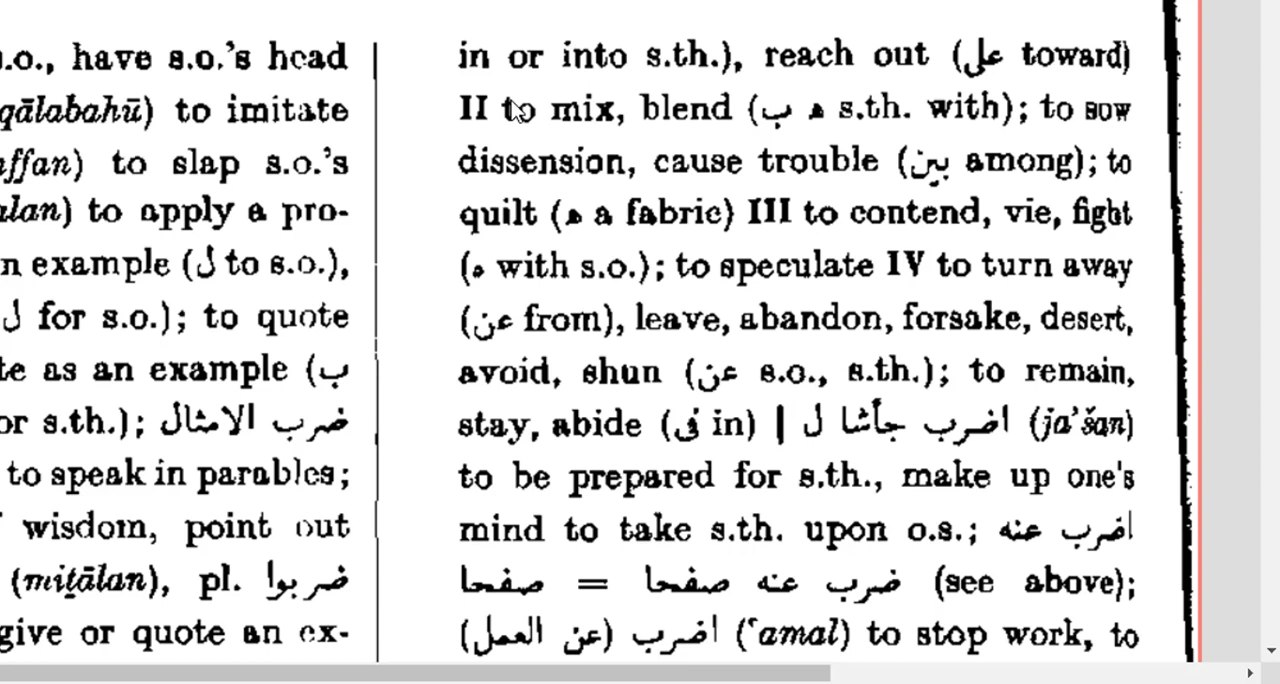 .o., have s.o.'s head
qālabahū) to imitate
affan) to slap s.o.'s
alan) to apply a pro-
n example (ل to s.o.),
ل for s.o.); to quote
te as an example (ب
or s.th.); ضرب الامثال
to speak in parables;
wisdom, point out
(miṯālan), pl. ضربوا
give or quote an ex-
in or into s.th.), reach out (على toward)
II to mix, blend (ه ب s.th. with); to sow
dissension, cause trouble (بين among); to
quilt (ه a fabric) III to contend, vie, fight
(ه with s.o.); to speculate IV to turn away
(عن from), leave, abandon, forsake, desert,
avoid, shun (عن s.o., s.th.); to remain,
stay, abide (فى in) | اضرب جأشا ل (ja'šan)
to be prepared for s.th., make up one's
mind to take s.th. upon o.s.; اضرب عنه
صفحا = ضرب عنه صفحا (see above);
اضرب (عن العمل) ('amal) to stop work, to